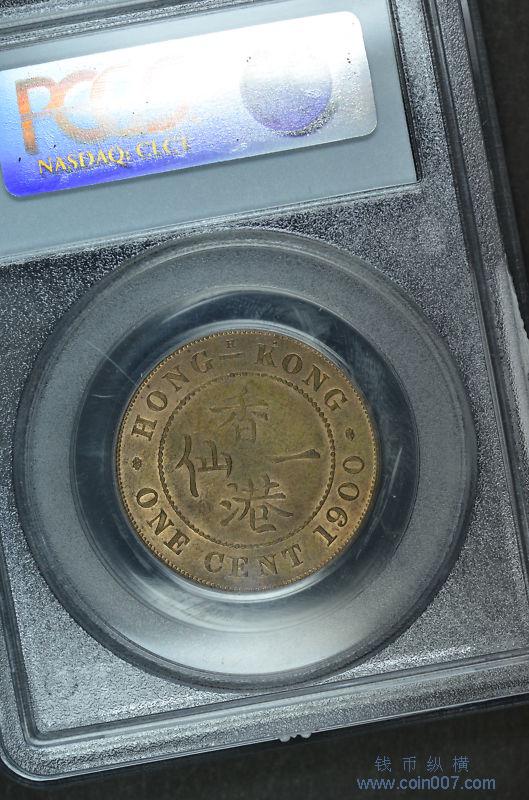 PCGS
NASDAQ: CLCT
H
HONG–KONG
香
仙 一
港
ONE CENT 1900
钱币纵横
www.coin007.com